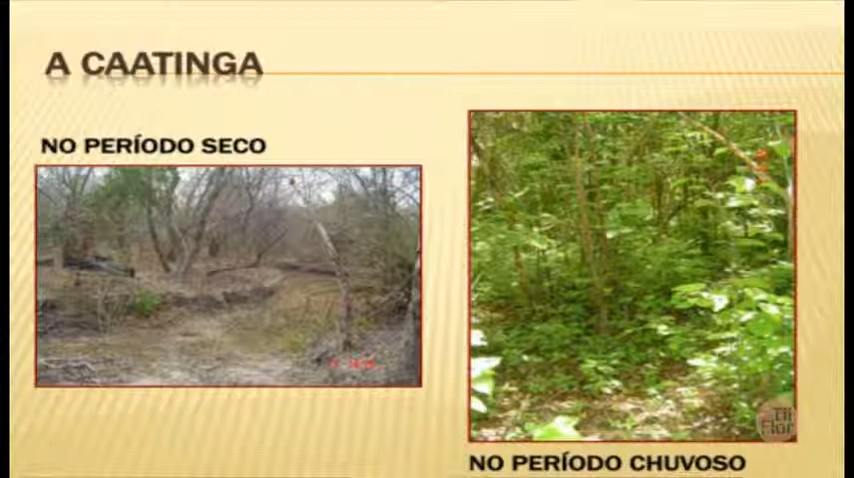 A CAATINGA
NO PERÍODO SECO
NO PERÍODO CHUVOSO